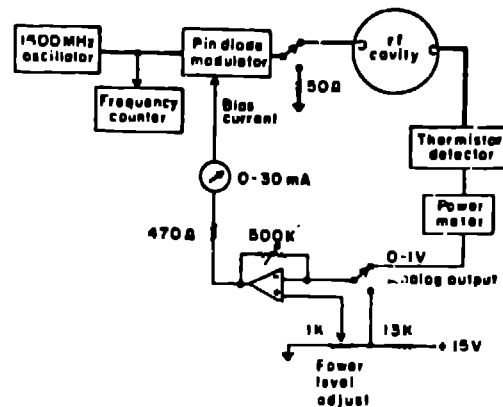 1400 MHz
oscillator
Pin diode
modulator
rf
cavity
50Ω
Frequency
counter
Bias
current
Thermistor
detector
0-30 mA
Power
meter
470Ω
500K
0-1V
Analog output
-
+
1K
13K
+15V
Power
level
adjust